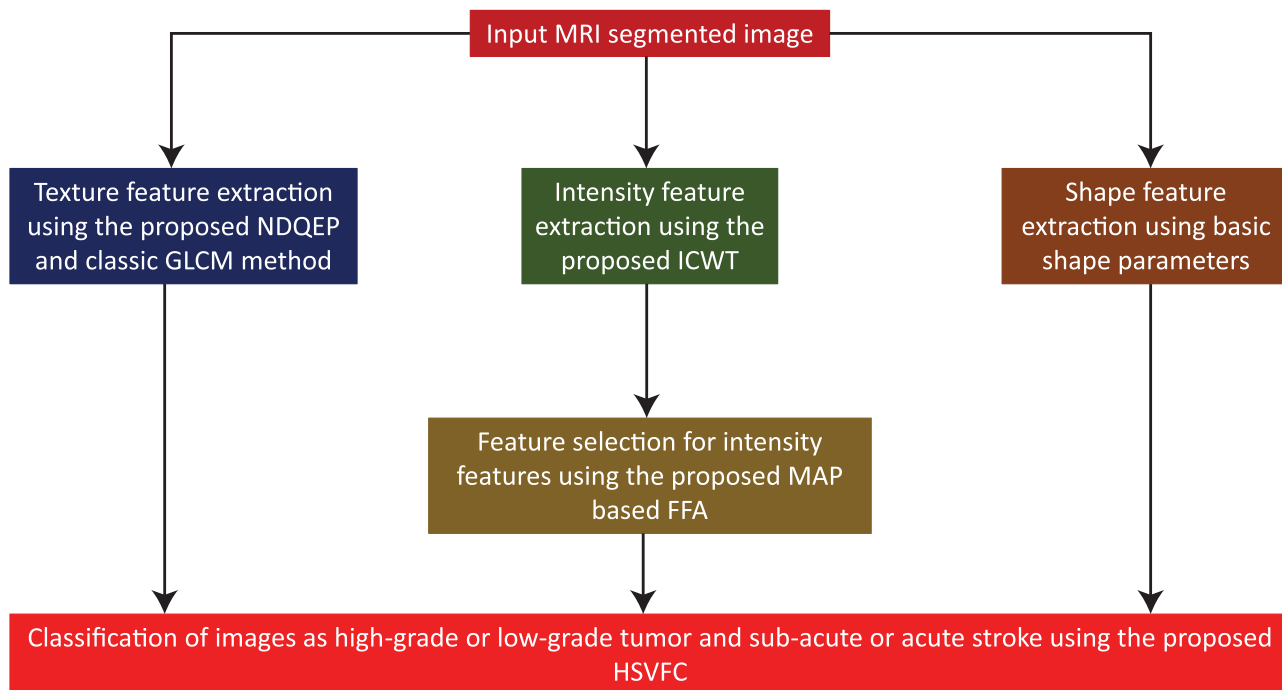 Input MRI segmented image
Texture feature extraction
using the proposed NDQEP
and classic GLCM method
Intensity feature
extraction using the
proposed ICWT
Shape feature
extraction using basic
shape parameters
Feature selection for intensity
features using the proposed MAP
based FFA
Classification of images as high-grade or low-grade tumor and sub-acute or acute stroke using the proposed
HSVFC